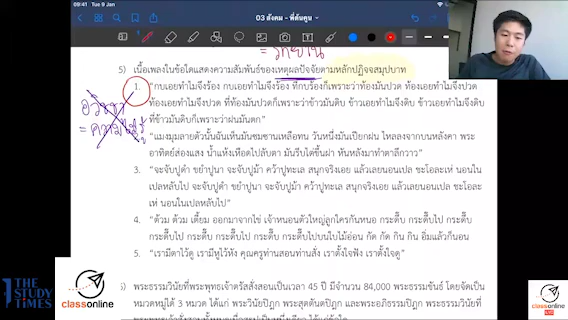 09:41 Tue 9 Jan
03 สังคม - พี่ต้นคูน
5) เนื้อเพลงในข้อใดแสดงความสัมพันธ์ของเหตุผลปัจจัยตามหลักปฏิจจสมุปบาท
1. "กบเอยทำไมจึงร้อง กบเอยทำไมจึงร้อง ที่กบร้องก็เพราะว่าท้องมันปวด ท้องเอยทำไมจึงปวด
ท้องเอยทำไมจึงปวด ที่ท้องมันปวดก็เพราะว่าข้าวมันดิบ ข้าวเอยทำไมจึงดิบ ข้าวเอยทำไมจึงดิบ
ที่ข้าวมันดิบก็เพราะว่าฝนมันตก"
อวิชชา
= ความไม่รู้
"แมงมุมลายตัวนั้นฉันเห็นมันซมซานเหลือทน วันหนึ่งมันเปียกฝน ไหลลงจากบนหลังคา พระ
อาทิตย์ส่องแสง น้ำแห้งเหือดไปลับตา มันรีบไต่ขึ้นฝา หันหลังมาทำตาลุกวาว"
3. "จะจับปูดำ ขยำปูนา จะจับปูม้า คว้าปูทะเล สนุกจริงเอย แล้วเลยนอนเปล ชะโอละเห่ นอนใน
เปลหลับไป จะจับปูดำ ขยำปูนา จะจับปูม้า คว้าปูทะเล สนุกจริงเอย แล้วเลยนอนเปล ชะโอละ
เห่ นอนในเปลหลับไป"
4. "ต้วม ต้วม เตี้ยม ออกมาจากไข่ เจ้าหนอนตัวใหญ่ลูกใครกันหนอ กระดึ๊บ กระดึ๊บไป กระดึ๊บ
กระดึ๊บไป กระดึ๊บ กระดึ๊บไป กระดึ๊บ กระดึ๊บไปบนใบไม้อ่อน กัด กัด กิน กิน อิ่มแล้วก็นอน
5. "เรามีตาไว้ดู เรามีหูไว้ฟัง คุณครูท่านสอนท่านสั่ง เราตั้งใจฟัง เราตั้งใจดู"
6) พระธรรมวินัยที่พระพุทธเจ้าตรัสสั่งสอนเป็นเวลา 45 ปี มีจำนวน 84,000 พระธรรมขันธ์ โดยจัดเป็น
หมวดหมู่ได้ 3 หมวด ได้แก่ พระวินัยปิฎก พระสุตตันตปิฎก และพระอภิธรรมปิฎก พระธรรมวินัยที่
THE
STUDY
TIMES
classonline
classonline
LIVE